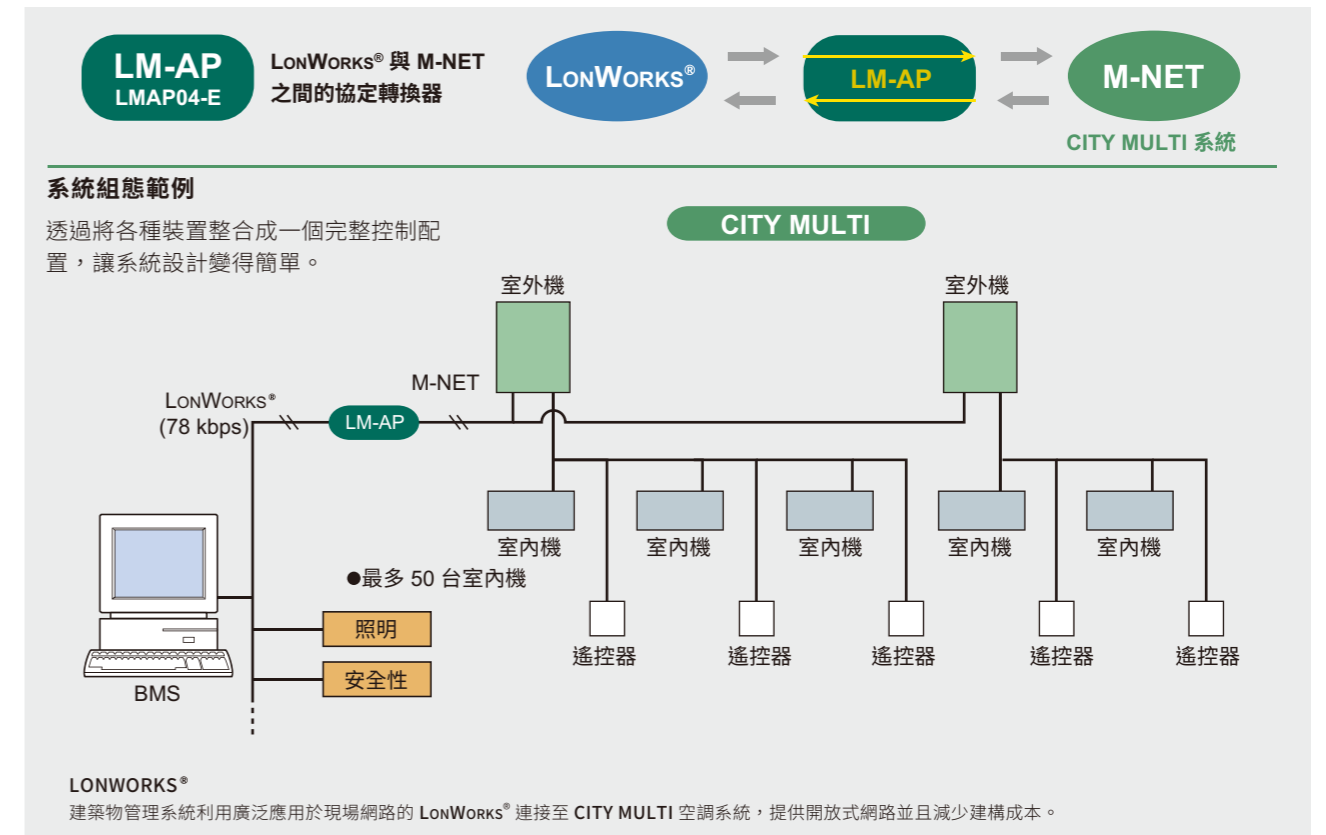 LM-AP
LMAP04-E
LONWORKS® 與 M-NET
之間的協定轉換器
LONWORKS®
LM-AP
M-NET
CITY MULTI 系統
系統組態範例
透過將各種裝置整合成一個完整控制配
置，讓系統設計變得簡單。
CITY MULTI
室外機
室外機
M-NET
LONWORKS®
(78 kbps)
LM-AP
室內機
室內機
室內機
室內機
室內機
●最多 50 台室內機
照明
安全性
BMS
遙控器
遙控器
遙控器
遙控器
遙控器
LONWORKS®
建築物管理系統利用廣泛應用於現場網路的 LONWORKS® 連接至 CITY MULTI 空調系統，提供開放式網路並且減少建構成本。